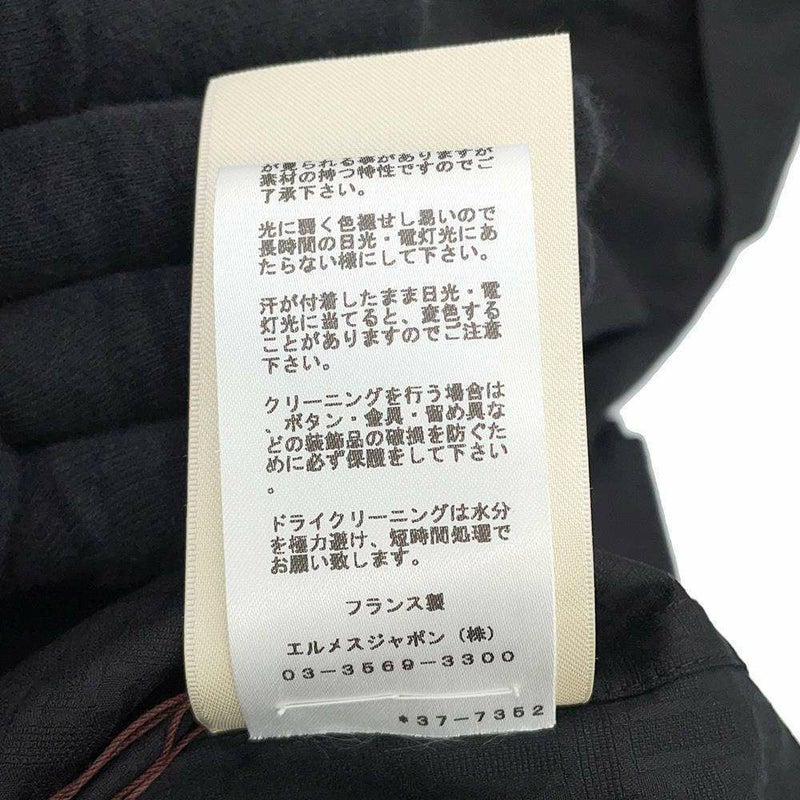 が見られる事がありますが
素材の持つ特性ですのでご
了承下さい。
光に弱く色褪せし易いので
長時間の日光・電灯光にあ
たらない様にして下さい。
汗が付着したまま日光・電
灯光に当てると、変色する
ことがありますのでご注意
下さい。
クリーニングを行う場合は
、ボタン・金具・留め具な
どの装飾品の破損を防ぐた
めに必ず保護をして下さい
。
ドライクリーニングは水分
を極力避け、短時間処理で
お願い致します。
フランス製
エルメスジャポン（株）
03-3569-3300
*37-7352